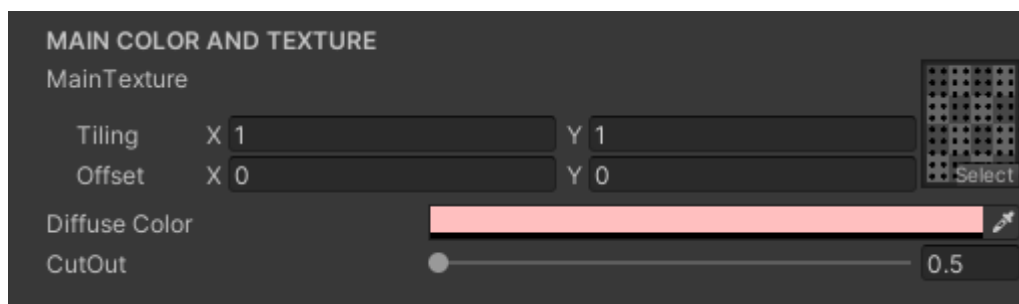 MAIN COLOR AND TEXTURE
MainTexture
Tiling X 1 Y 1
Offset X 0 Y 0
Select
Diffuse Color
CutOut 0.5